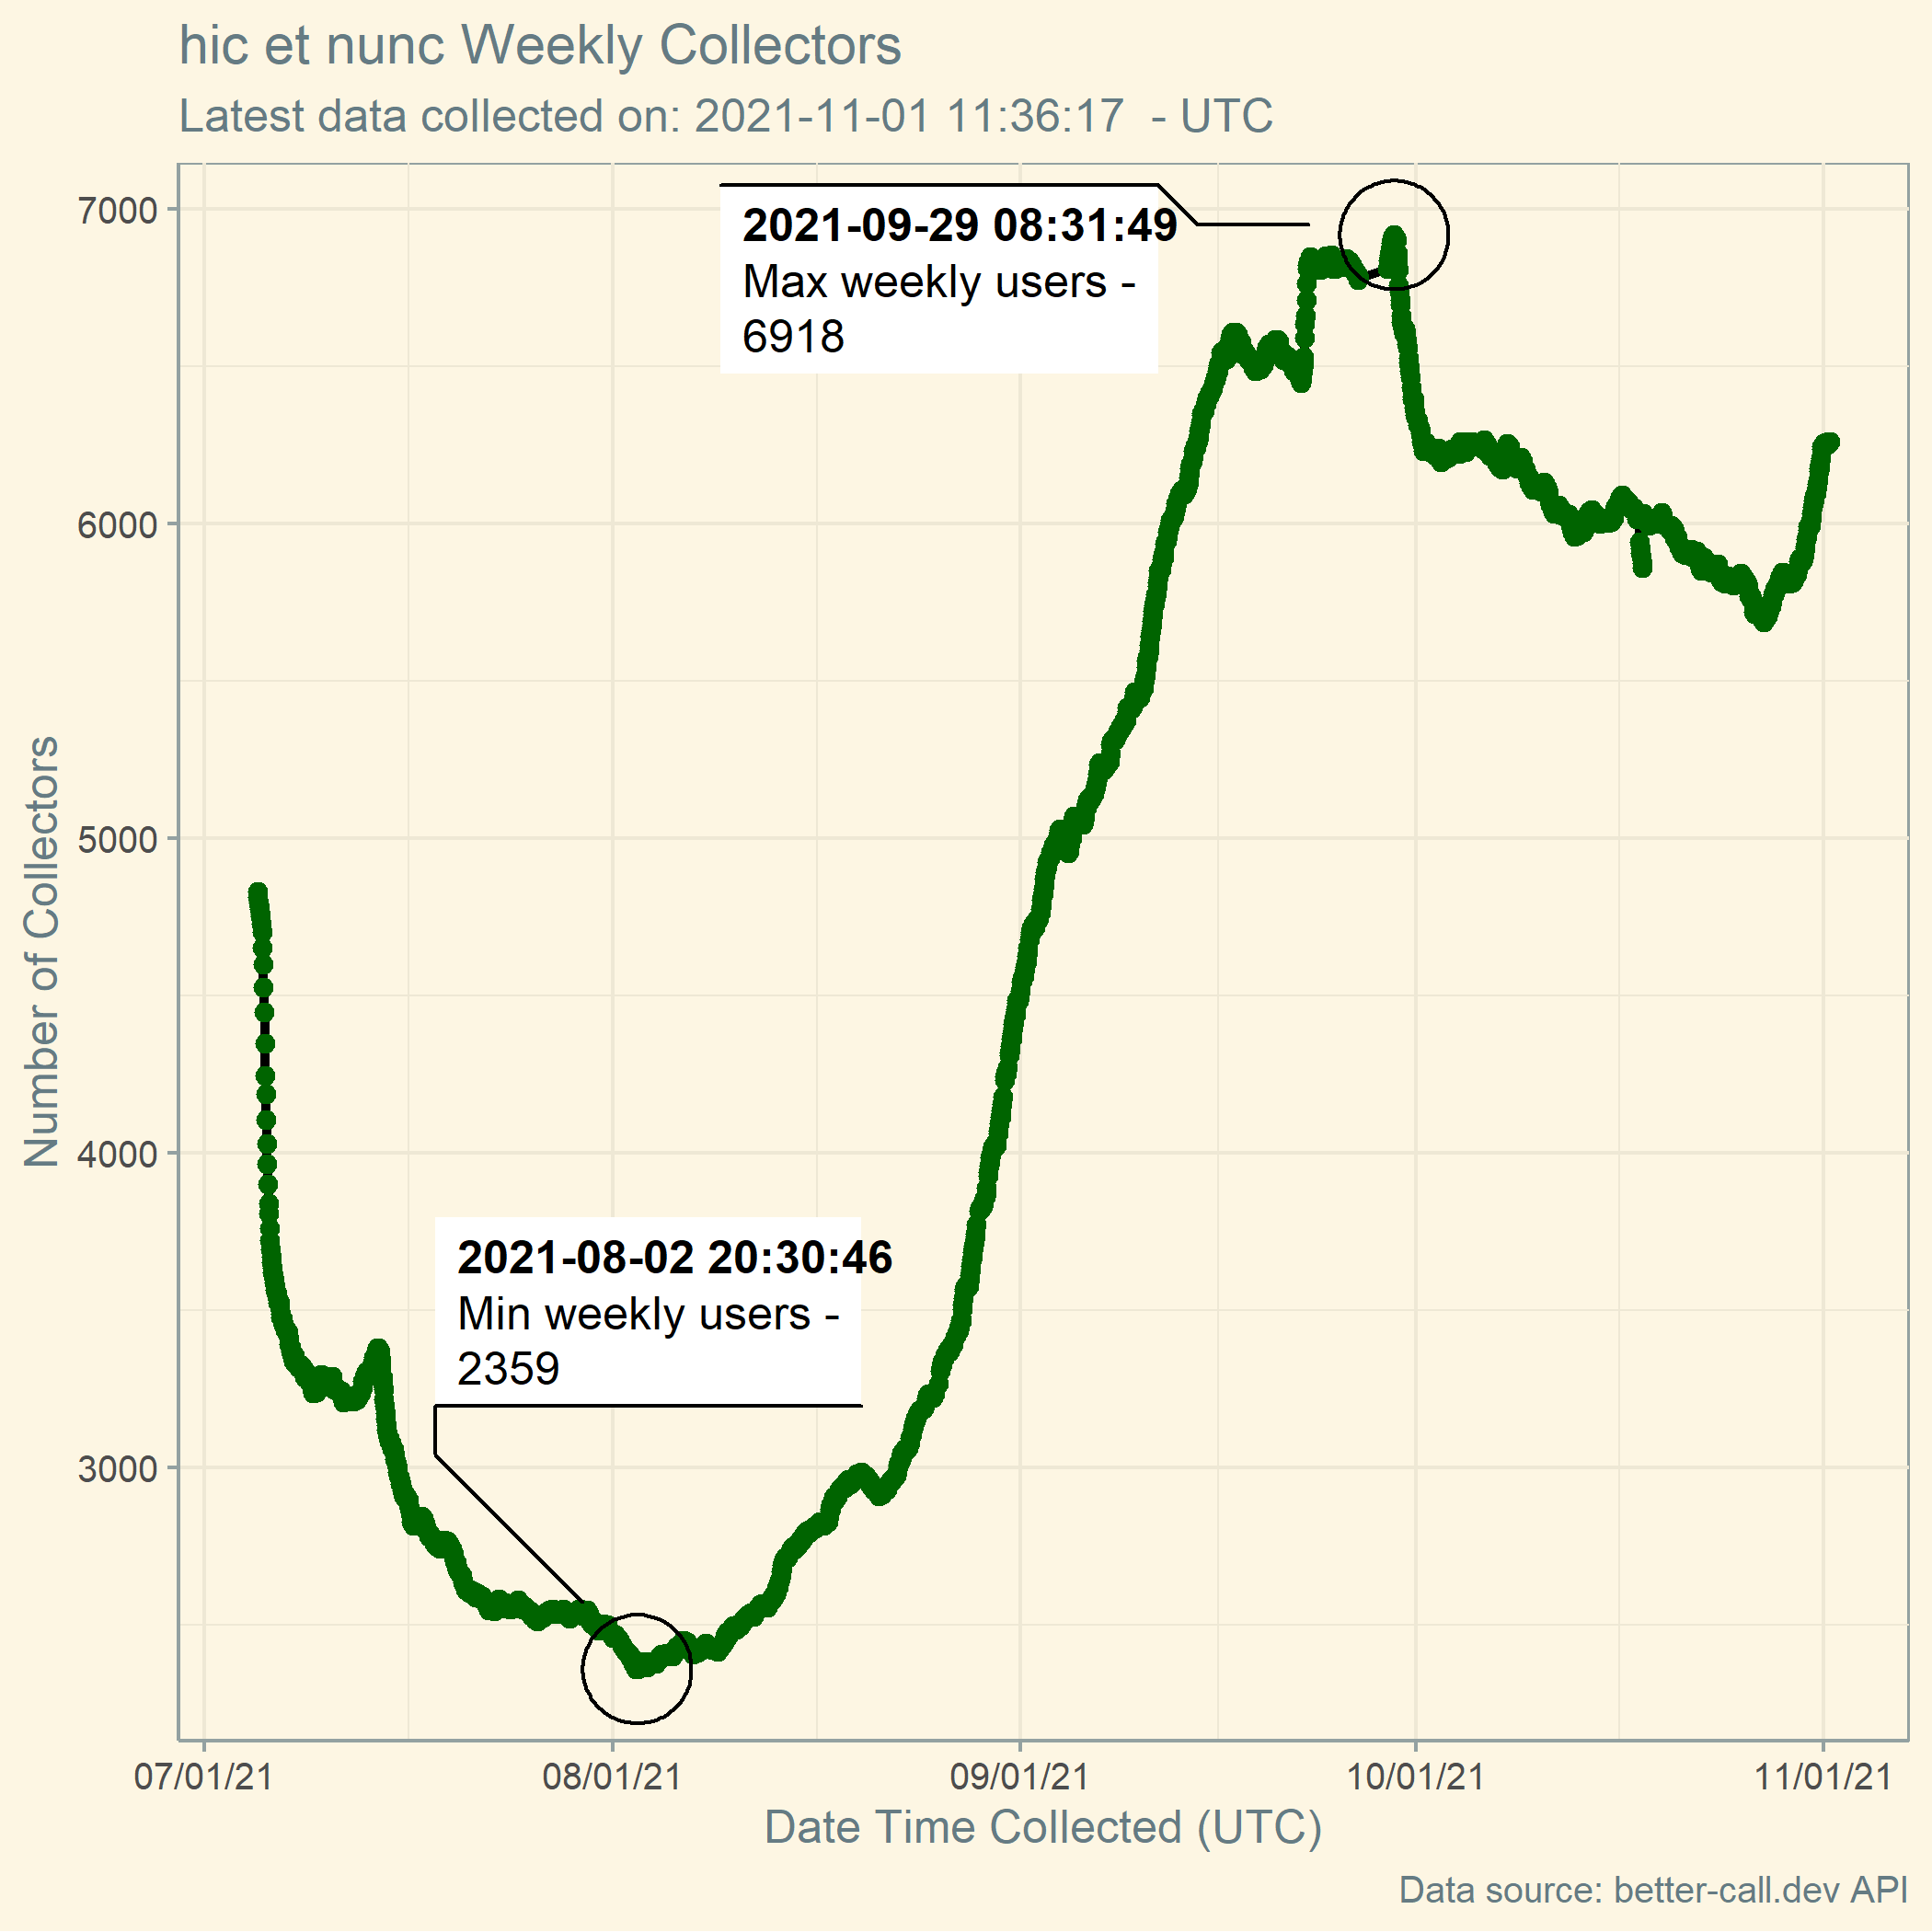 hic et nunc Weekly Collectors
Latest data collected on: 2021-11-01 11:36:17  - UTC
Number of Collectors
7000
6000
5000
4000
3000
2021-09-29 08:31:49
Max weekly users -
6918
2021-08-02 20:30:46
Min weekly users -
2359
07/01/21 08/01/21 09/01/21 10/01/21 11/01/21
Date Time Collected (UTC)
Data source: better-call.dev API